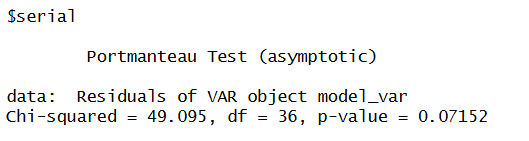 $serial
Portmanteau Test (asymptotic)
data:  Residuals of VAR object model_var
Chi-squared = 49.095, df = 36, p-value = 0.07152